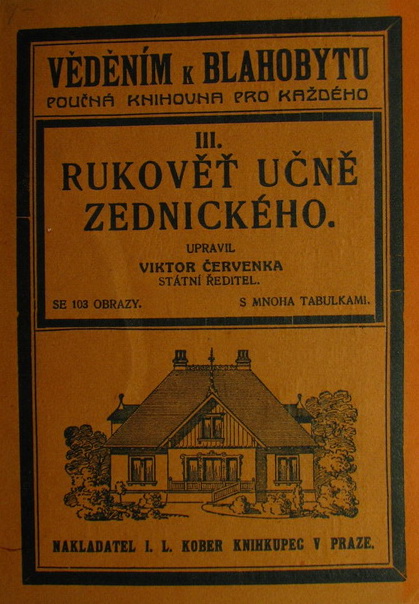 VĚDĚNÍM K BLAHOBYTU
POUČNÁ KNIHOVNA PRO KAŽDÉHO
III.
RUKOVĚŤ UČNĚ
ZEDNICKÉHO.
UPRAVIL
VIKTOR ČERVENKA
STÁTNÍ ŘEDITEL.
SE 103 OBRAZY. S MNOHA TABULKAMI.
NAKLADATEL I. L. KOBER KNIHKUPEC V PRAZE.